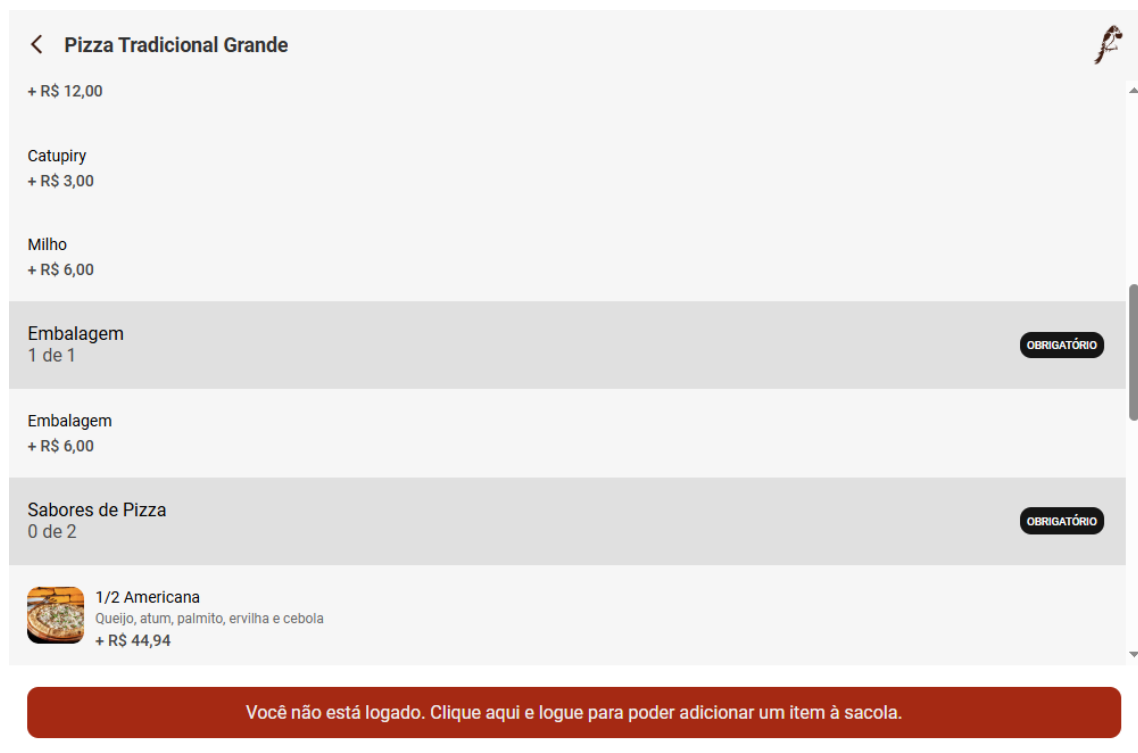 Pizza Tradicional Grande
+ R$ 12,00
Catupiry
+ R$ 3,00
Milho
+ R$ 6,00
Embalagem
1 de 1
OBRIGATÓRIO
Embalagem
+ R$ 6,00
Sabores de Pizza
0 de 2
OBRIGATÓRIO
1/2 Americana
Queijo, atum, palmito, ervilha e cebola
+ R$ 44,94
Você não está logado. Clique aqui e logue para poder adicionar um item à sacola.